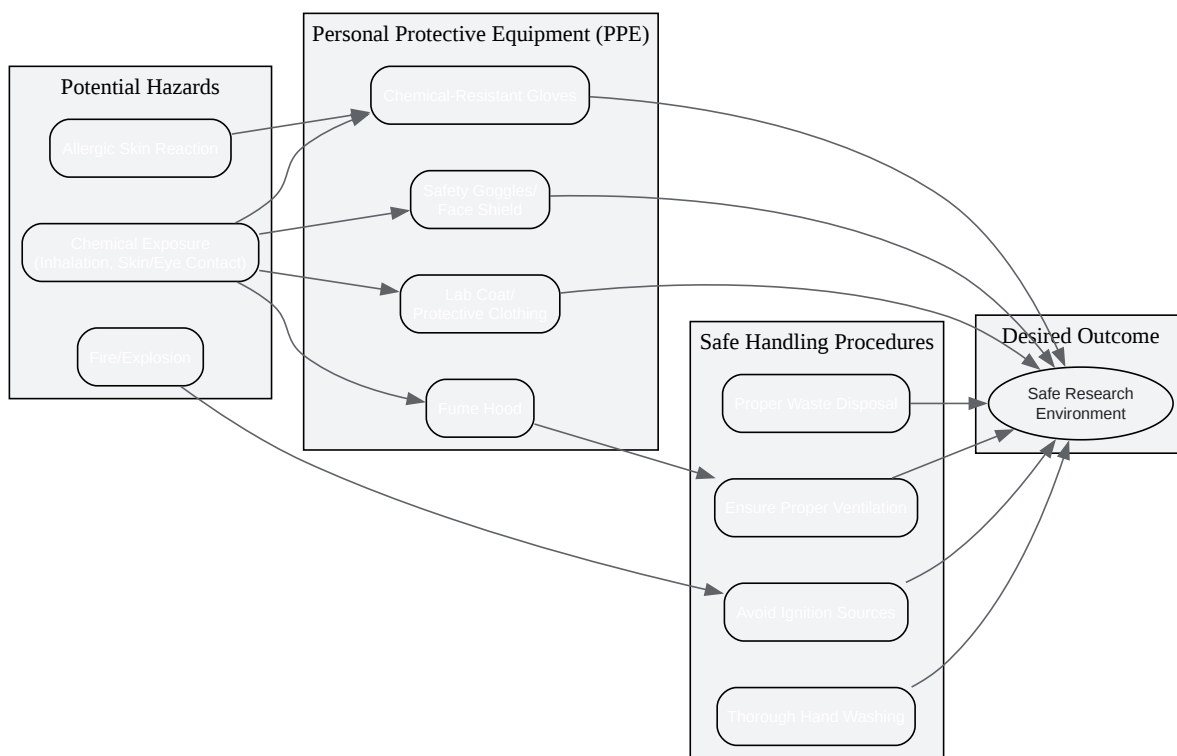 Potential Hazards
Allergic Skin Reaction
Chemical Exposure
(Inhalation, Skin/Eye Contact)
Fire/Explosion
Personal Protective Equipment (PPE)
Chemical-Resistant Gloves
Safety Goggles/
Face Shield
Lab Coat/
Protective Clothing
Fume Hood
Safe Handling Procedures
Proper Waste Disposal
Ensure Proper Ventilation
Avoid Ignition Sources
Thorough Hand Washing
Desired Outcome
Safe Research
Environment